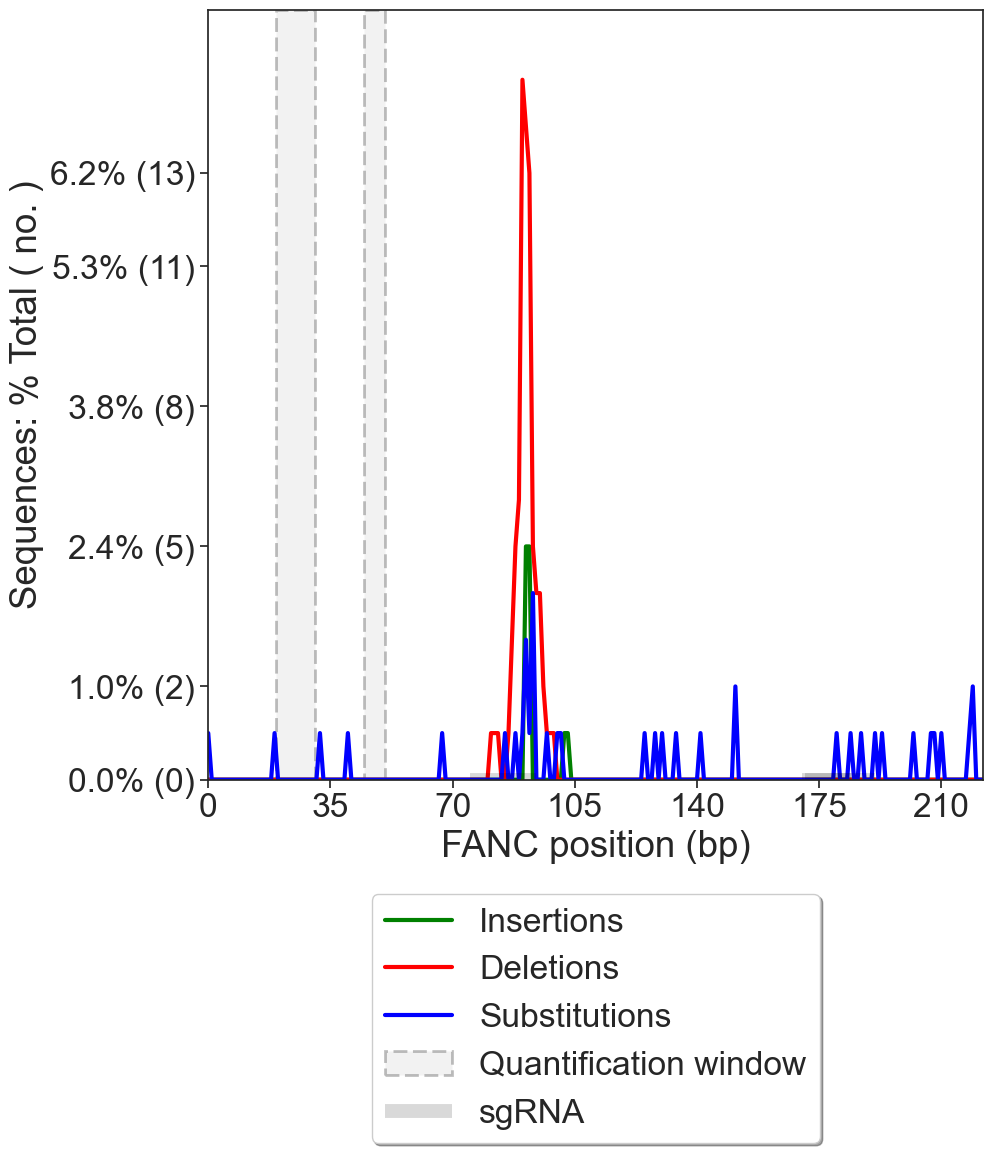 Sequences: % Total ( no. )
6.2% (13)
5.3% (11)
3.8% (8)
2.4% (5)
1.0% (2)
0.0% (0)
0 35 70 105 140 175 210
FANC position (bp)
Insertions
Deletions
Substitutions
Quantification window
sgRNA